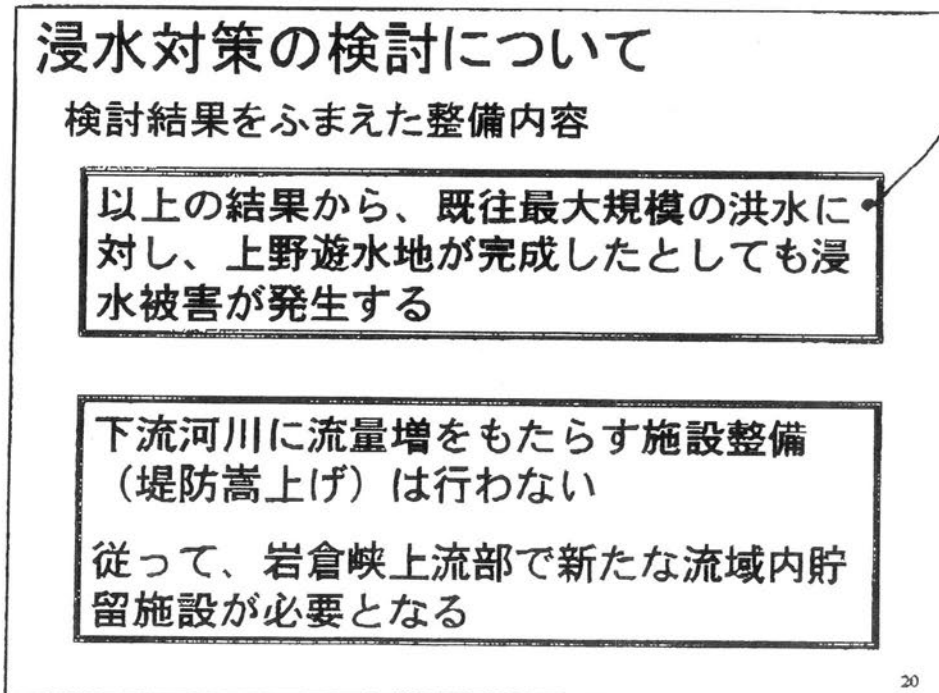 浸水対策の検討について
検討結果をふまえた整備内容
以上の結果から、既往最大規模の洪水に
対し、上野遊水地が完成したとしても浸
水被害が発生する
下流河川に流量増をもたらす施設整備
（堤防嵩上げ）は行わない
従って、岩倉峡上流部で新たな流域内貯
留施設が必要となる
20